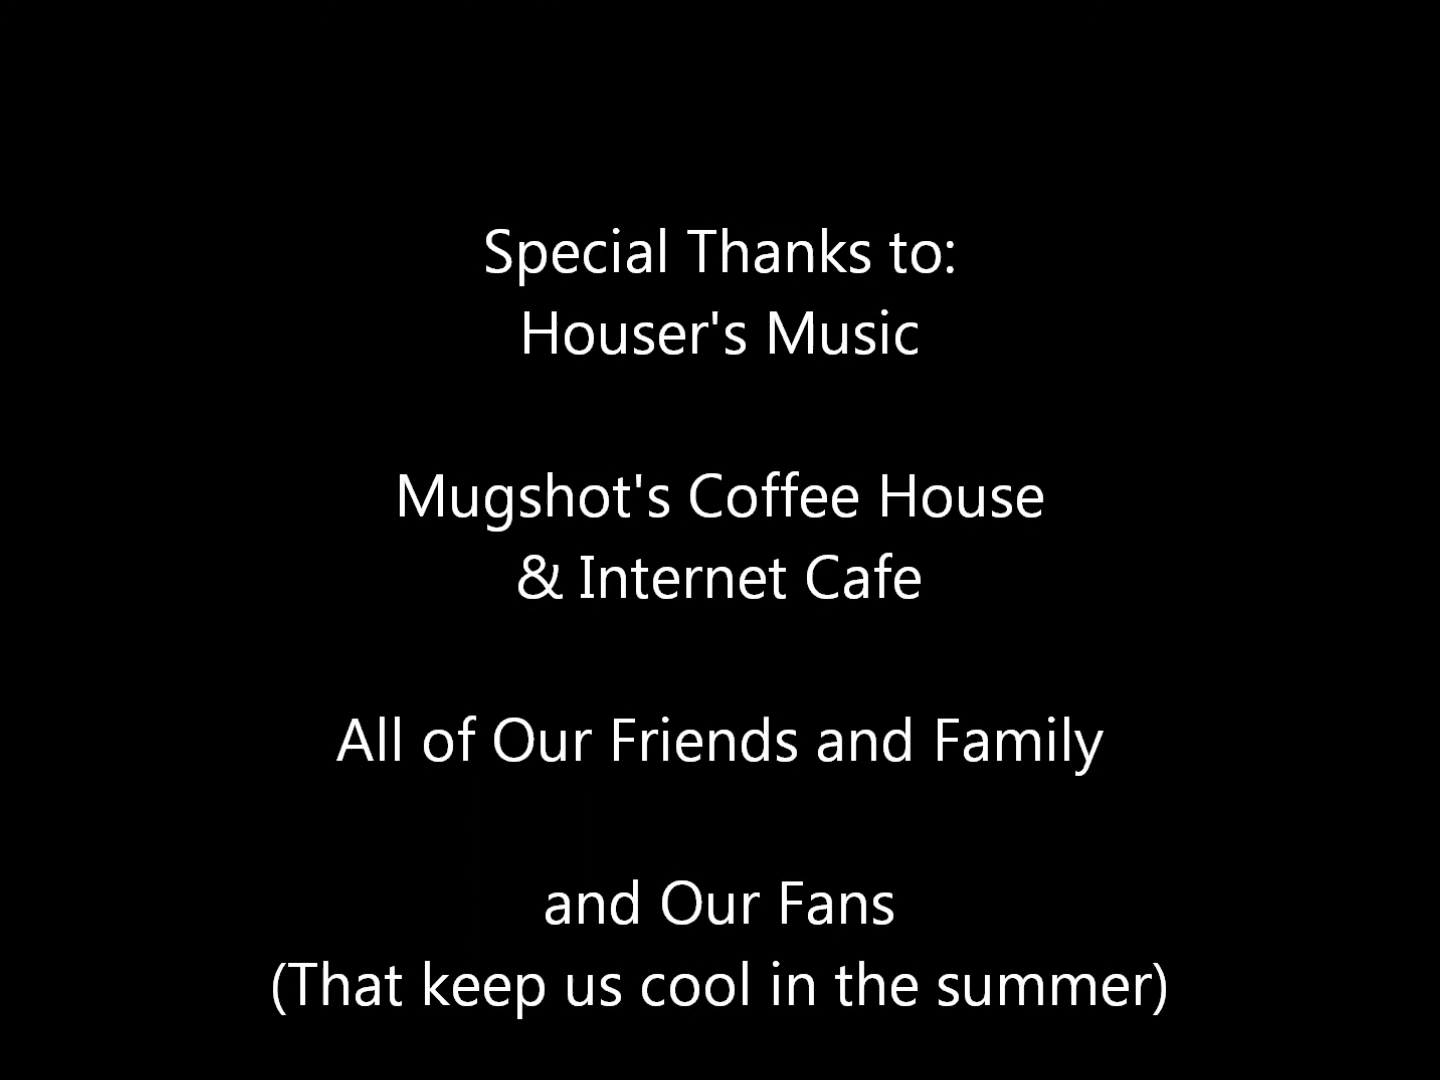 Special Thanks to:
Houser's Music
Mugshot's Coffee House
& Internet Cafe
All of Our Friends and Family
and Our Fans
(That keep us cool in the summer)